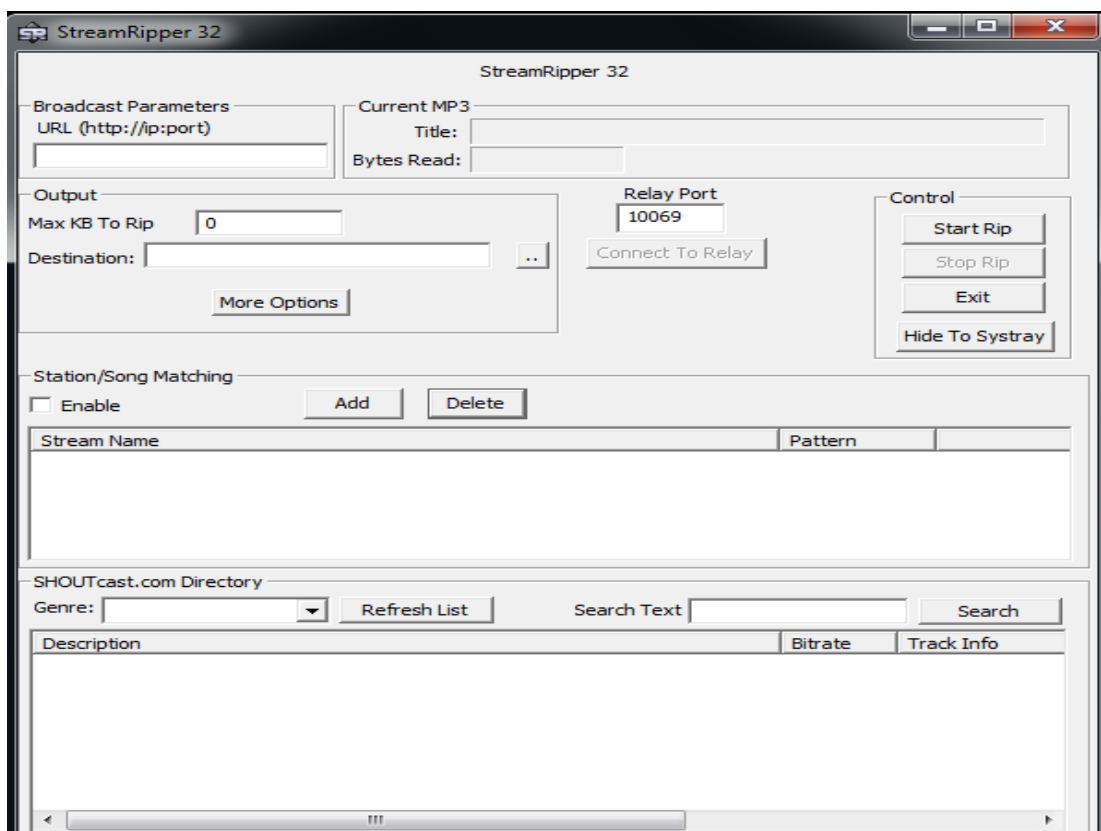 StreamRipper 32
StreamRipper 32
Broadcast Parameters
URL (http://ip:port)
Current MP3
Title:
Bytes Read:
Output
Max KB To Rip 0
Destination: ..
More Options
Relay Port
10069
Connect To Relay
Control
Start Rip
Stop Rip
Exit
Hide To Systray
Station/Song Matching
Enable Add Delete
Stream Name Pattern
SHOUTcast.com Directory
Genre: Refresh List Search Text Search
Description Bitrate Track Info